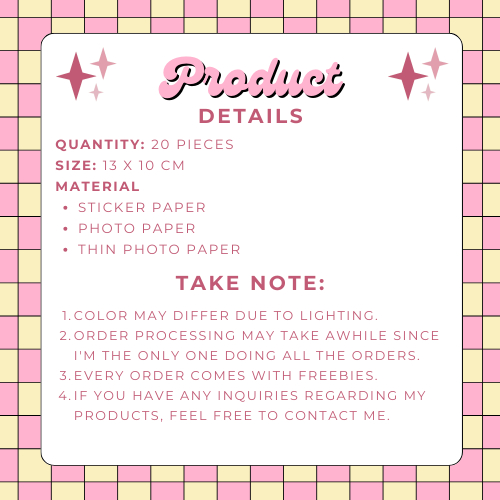 Product
DETAILS
QUANTITY: 20 PIECES
SIZE: 13 X 10 CM
MATERIAL
• STICKER PAPER
• PHOTO PAPER
• THIN PHOTO PAPER
TAKE NOTE:
1. COLOR MAY DIFFER DUE TO LIGHTING.
2. ORDER PROCESSING MAY TAKE AWHILE SINCE
I'M THE ONLY ONE DOING ALL THE ORDERS.
3. EVERY ORDER COMES WITH FREEBIES.
4. IF YOU HAVE ANY INQUIRIES REGARDING MY
PRODUCTS, FEEL FREE TO CONTACT ME.